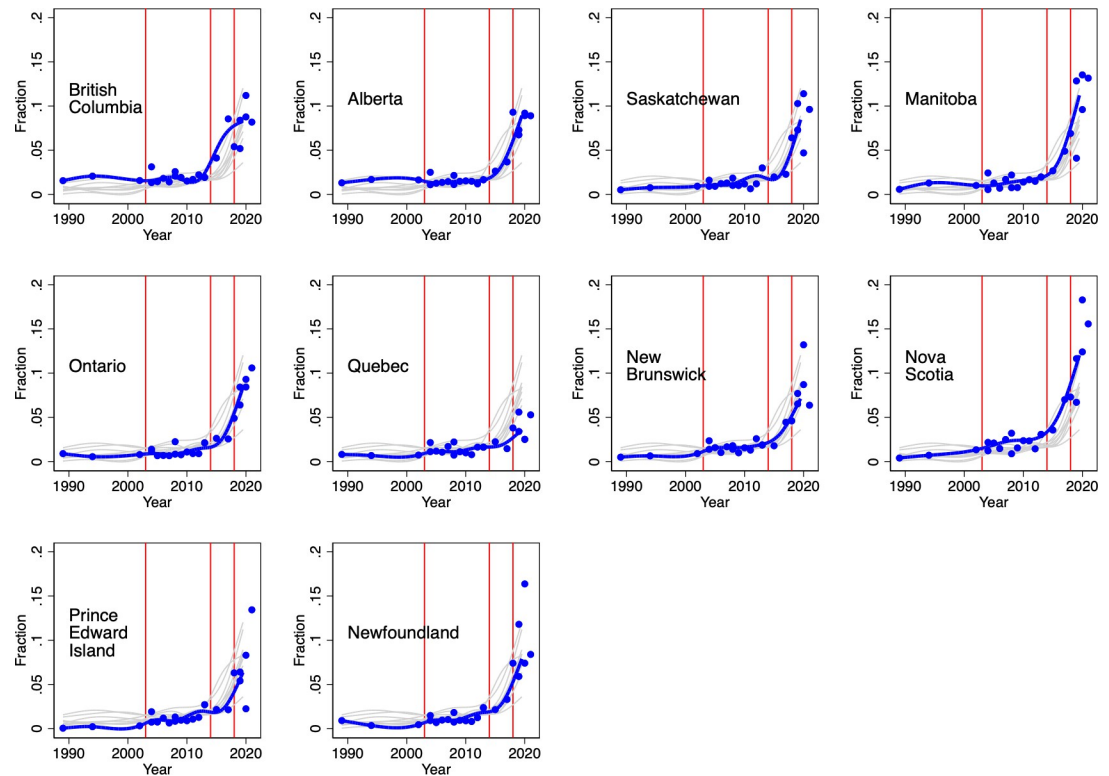 .2
.15
.1
.05
0
Fraction
British
Columbia
1990 2000 2010 2020
Year
.2
.15
.1
.05
0
Fraction
Alberta
1990 2000 2010 2020
Year
.2
.15
.1
.05
0
Fraction
Saskatchewan
1990 2000 2010 2020
Year
.2
.15
.1
.05
0
Fraction
Manitoba
1990 2000 2010 2020
Year
.2
.15
.1
.05
0
Fraction
Ontario
1990 2000 2010 2020
Year
.2
.15
.1
.05
0
Fraction
Quebec
1990 2000 2010 2020
Year
.2
.15
.1
.05
0
Fraction
New
Brunswick
1990 2000 2010 2020
Year
.2
.15
.1
.05
0
Fraction
Nova
Scotia
1990 2000 2010 2020
Year
.2
.15
.1
.05
0
Fraction
Prince
Edward
Island
1990 2000 2010 2020
Year
.2
.15
.1
.05
0
Fraction
Newfoundland
1990 2000 2010 2020
Year